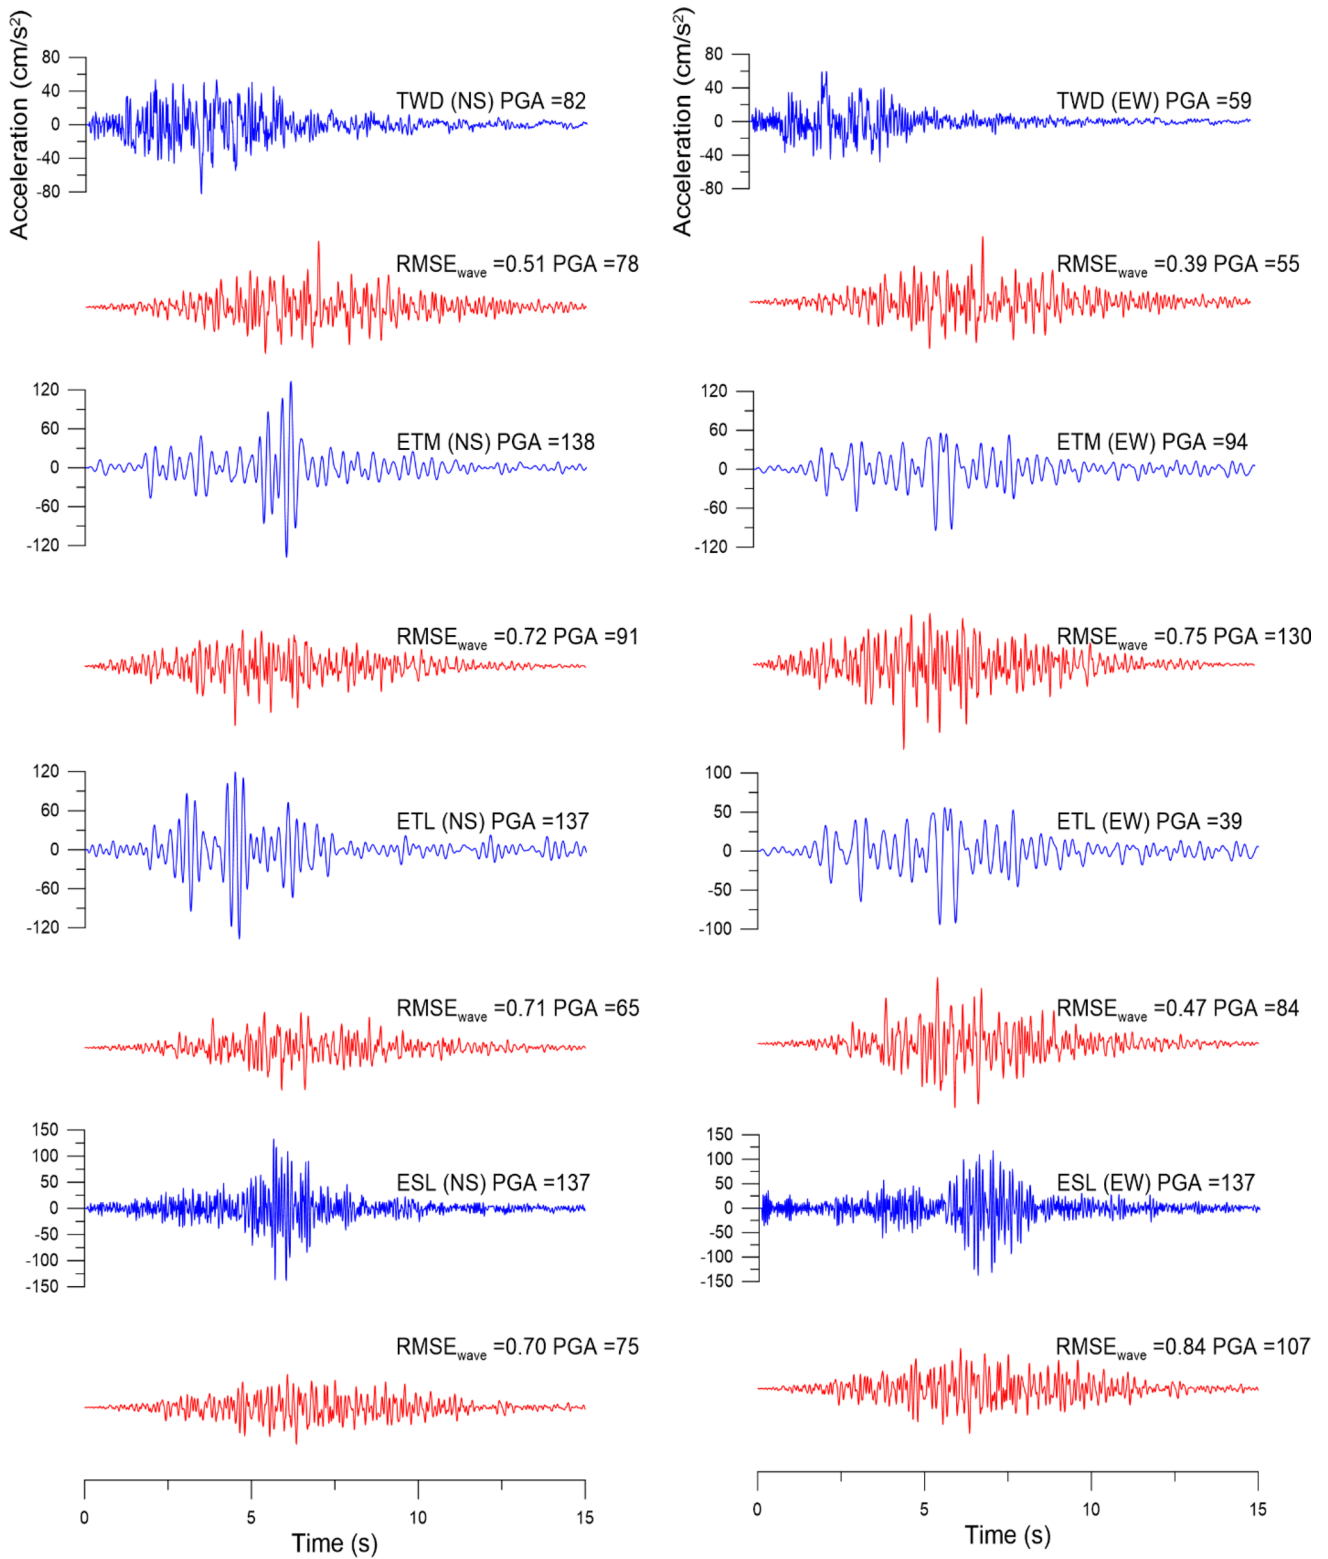 Acceleration (cm/s²)
80
40
0
-40
-80
TWD (NS) PGA =82
RMSEwave =0.51 PGA =78
120
60
0
-60
-120
ETM (NS) PGA =138
RMSEwave =0.72 PGA =91
120
60
0
-60
-120
ETL (NS) PGA =137
RMSEwave =0.71 PGA =65
150
100
50
0
-50
-100
-150
ESL (NS) PGA =137
RMSEwave =0.70 PGA =75
0 5 10 15
Time (s)
Acceleration (cm/s²)
80
40
0
-40
-80
TWD (EW) PGA =59
RMSEwave =0.39 PGA =55
120
60
0
-60
-120
ETM (EW) PGA =94
RMSEwave =0.75 PGA =130
100
50
0
-50
-100
ETL (EW) PGA =39
RMSEwave =0.47 PGA =84
150
100
50
0
-50
-100
-150
ESL (EW) PGA =137
RMSEwave =0.84 PGA =107
0 5 10 15
Time (s)